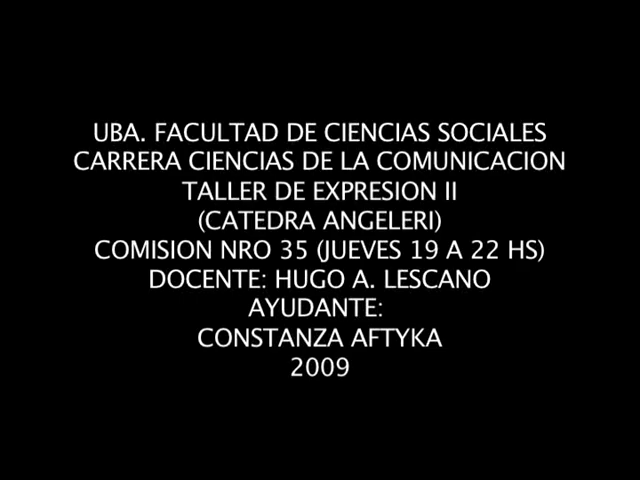 UBA. FACULTAD DE CIENCIAS SOCIALES
CARRERA CIENCIAS DE LA COMUNICACION
TALLER DE EXPRESION II
(CATEDRA ANGELERI)
COMISION NRO 35 (JUEVES 19 A 22 HS)
DOCENTE: HUGO A. LESCANO
AYUDANTE:
CONSTANZA AFTYKA
2009